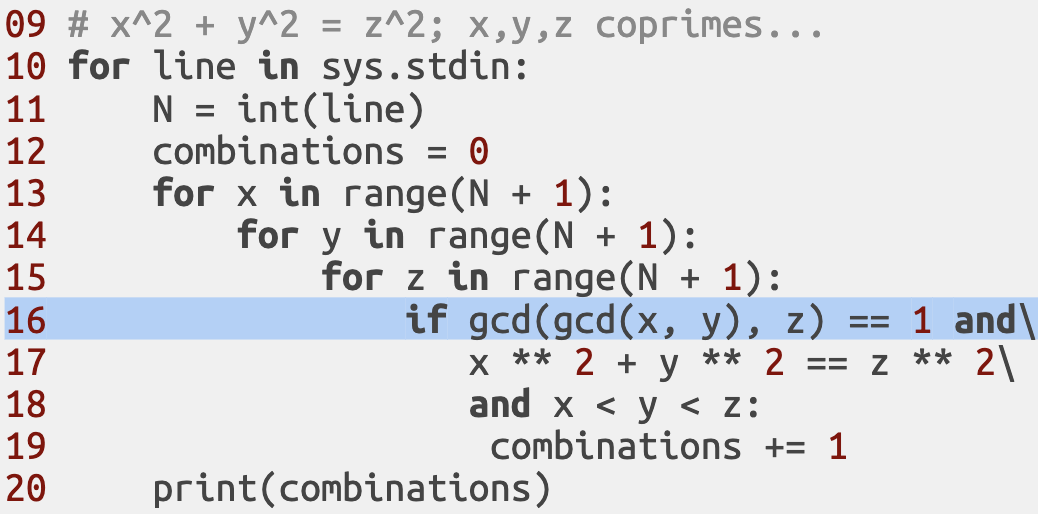 09 # x^2 + y^2 = z^2; x,y,z coprimes...
10 for line in sys.stdin:
11     N = int(line)
12     combinations = 0
13     for x in range(N + 1):
14         for y in range(N + 1):
15             for z in range(N + 1):
16                 if gcd(gcd(x, y), z) == 1 and\
17                    x ** 2 + y ** 2 == z ** 2\
18                    and x < y < z:
19                     combinations += 1
20     print(combinations)